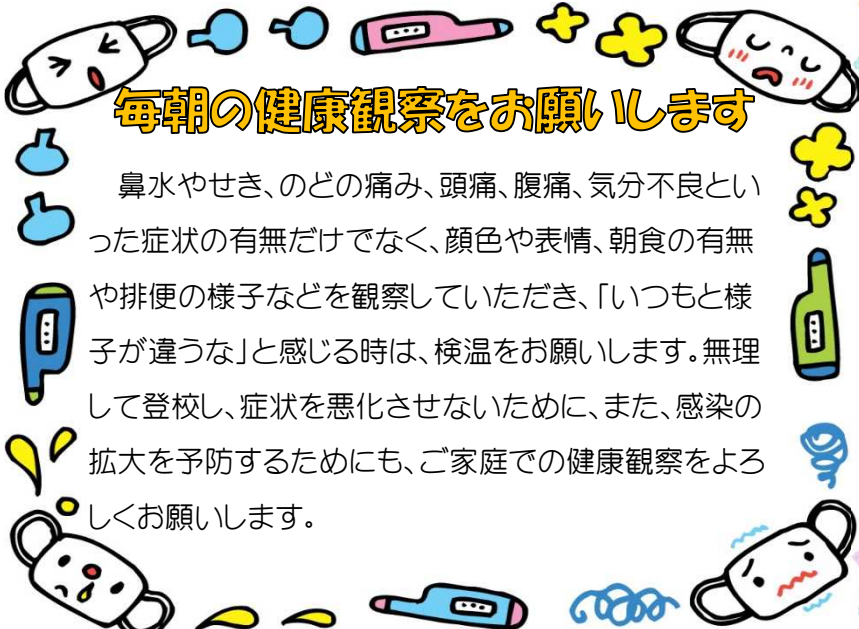 毎朝の健康観察をお願いします
　鼻水やせき、のどの痛み、頭痛、腹痛、気分不良とい
った症状の有無だけでなく、顔色や表情、朝食の有無
や排便の様子などを観察していただき、「いつもと様
子が違うな」と感じる時は、検温をお願いします。無理
して登校し、症状を悪化させないために、また、感染の
拡大を予防するためにも、ご家庭での健康観察をよろ
しくお願いします。